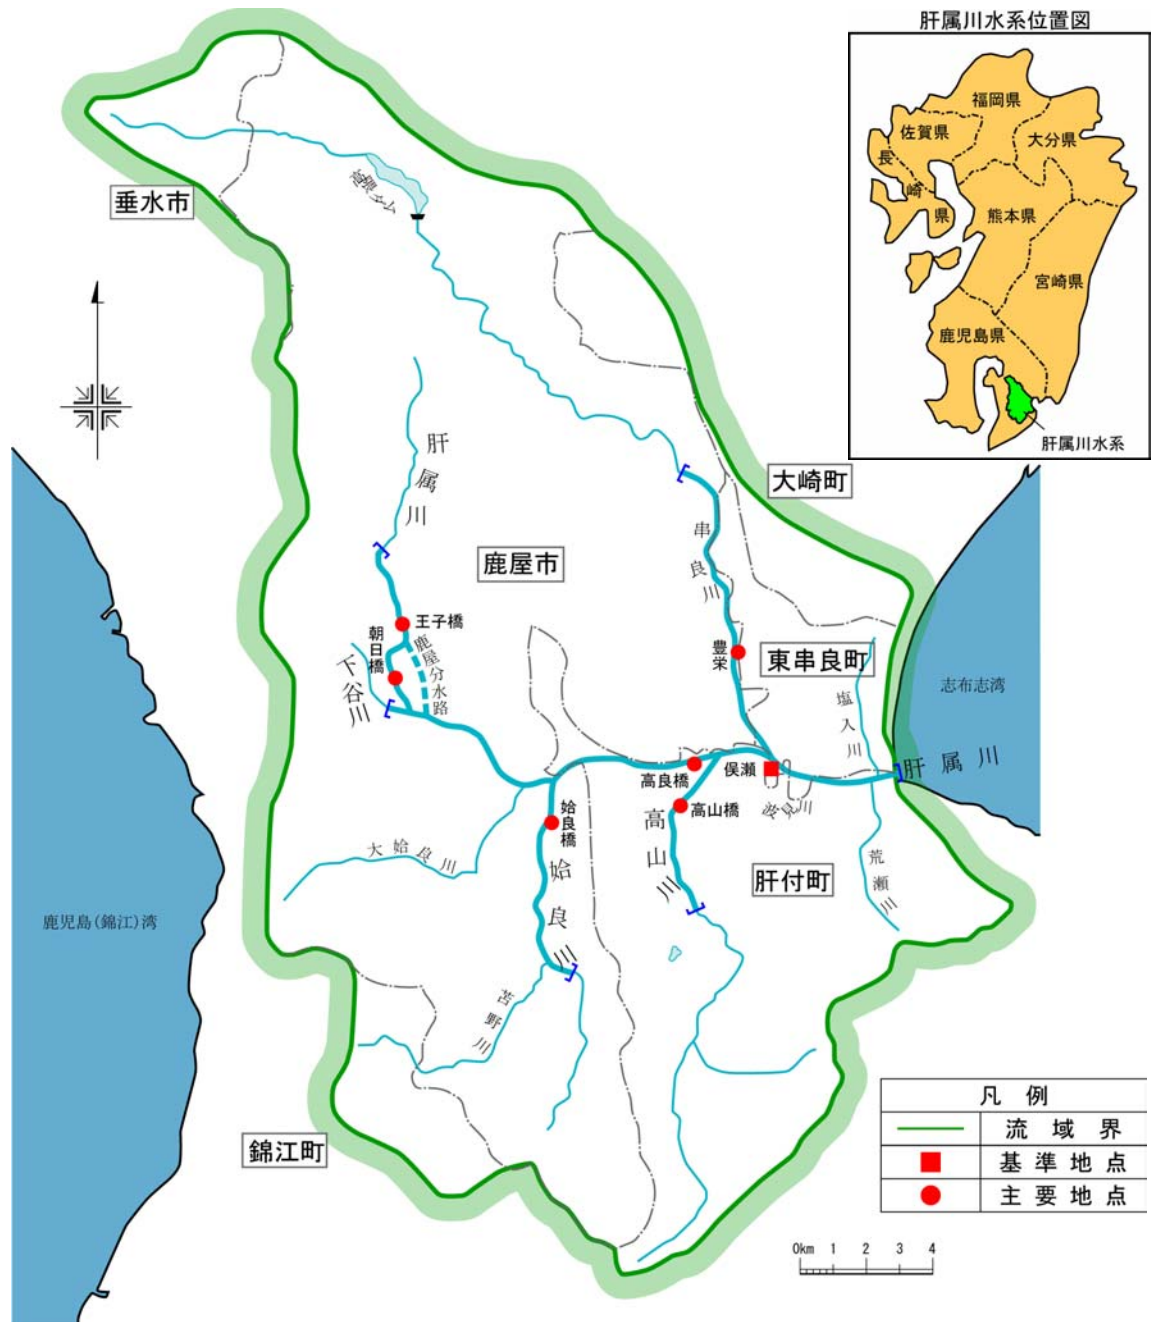 肝属川水系位置図
福岡県
佐賀県
大分県
長崎県
熊本県
宮崎県
鹿児島県
肝属川水系
垂水市
高隈ダム
大崎町
肝属川
鹿屋市
串良川
王子橋
朝日橋
鹿屋分水路
下谷川
豊栄
東串良町
塩入川
志布志湾
肝属川
俣瀬
高良橋
波見川
高山橋
姶良橋
高山川
大姶良川
姶良川
肝付町
荒瀬川
鹿児島(錦江)湾
苫野川
錦江町
凡例
流域界
基準地点
主要地点
0km 1 2 3 4